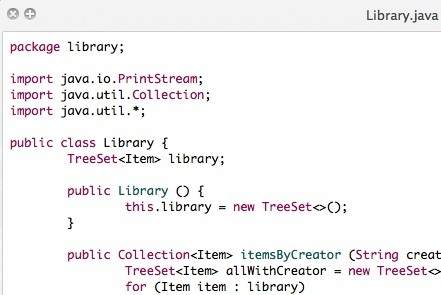 Library.java
package library;
import java.io.PrintStream;
import java.util.Collection;
import java.util.*;
public class Library {
TreeSet<Item> library;
public Library () {
this.library = new TreeSet<>();
}
public Collection<Item> itemsByCreator (String creat
TreeSet<Item> allWithCreator = new TreeSet<>
for (Item item : library)